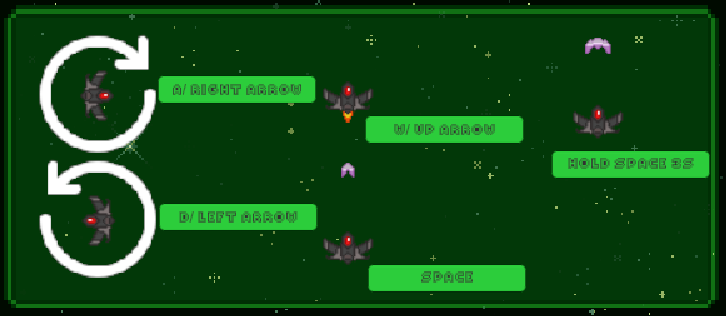 A/ RIGHT ARROW
W/ UP ARROW
HOLD SPACE 3S
D/ LEFT ARROW
SPACE